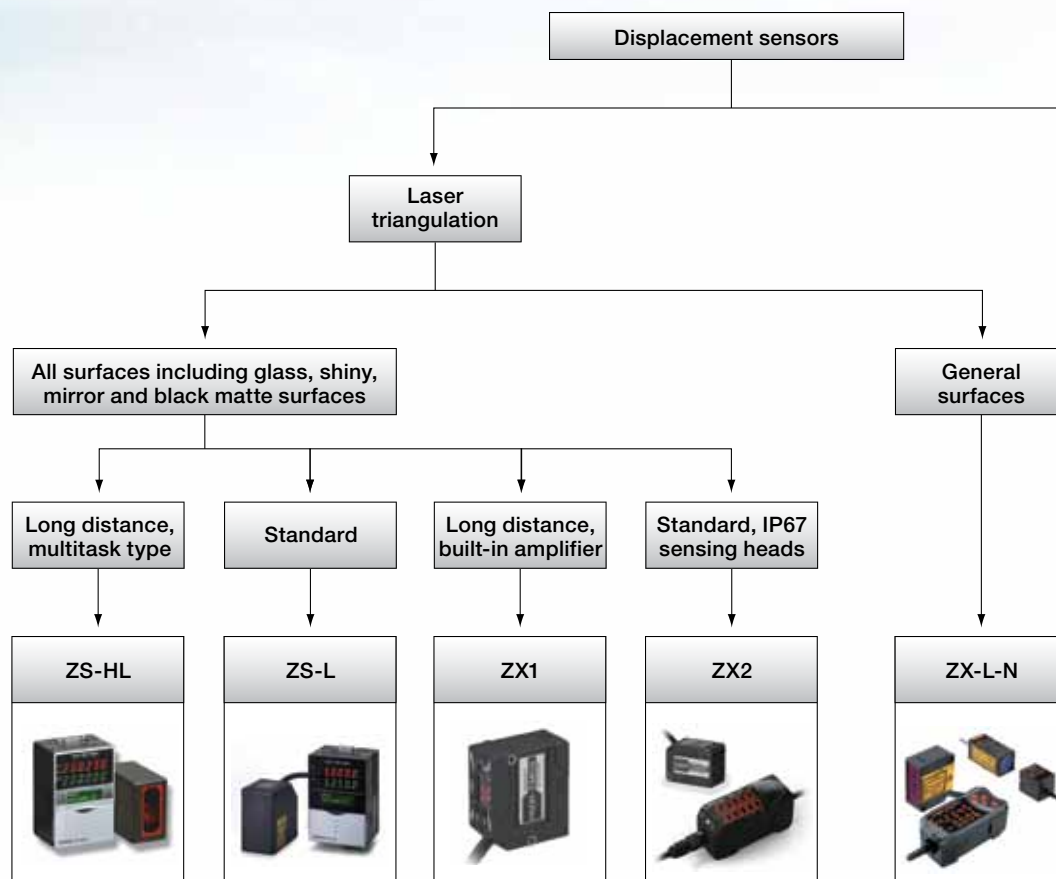 Displacement sensors
Laser
triangulation
All surfaces including glass, shiny,
mirror and black matte surfaces
General
surfaces
Long distance,
multitask type
Standard
Long distance,
built-in amplifier
Standard, IP67
sensing heads
ZS-HL
ZS-L
ZX1
ZX2
ZX-L-N